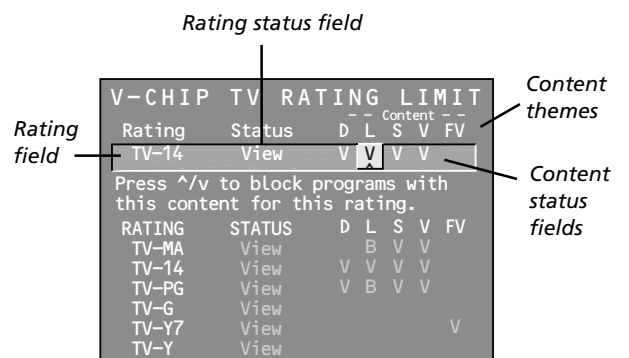 Rating status field
V-CHIP TV RATING LIMIT
Content
themes
-- Content --
Rating Status D L S V FV
Rating
field
TV-14 View V V V V
^
Content
status
fields
Press ^/v to block programs with
this content for this rating.
RATING STATUS D L S V FV
TV-MA View B V V
TV-14 View V V V V
TV-PG View V B V V
TV-G View
TV-Y7 View V
TV-Y View